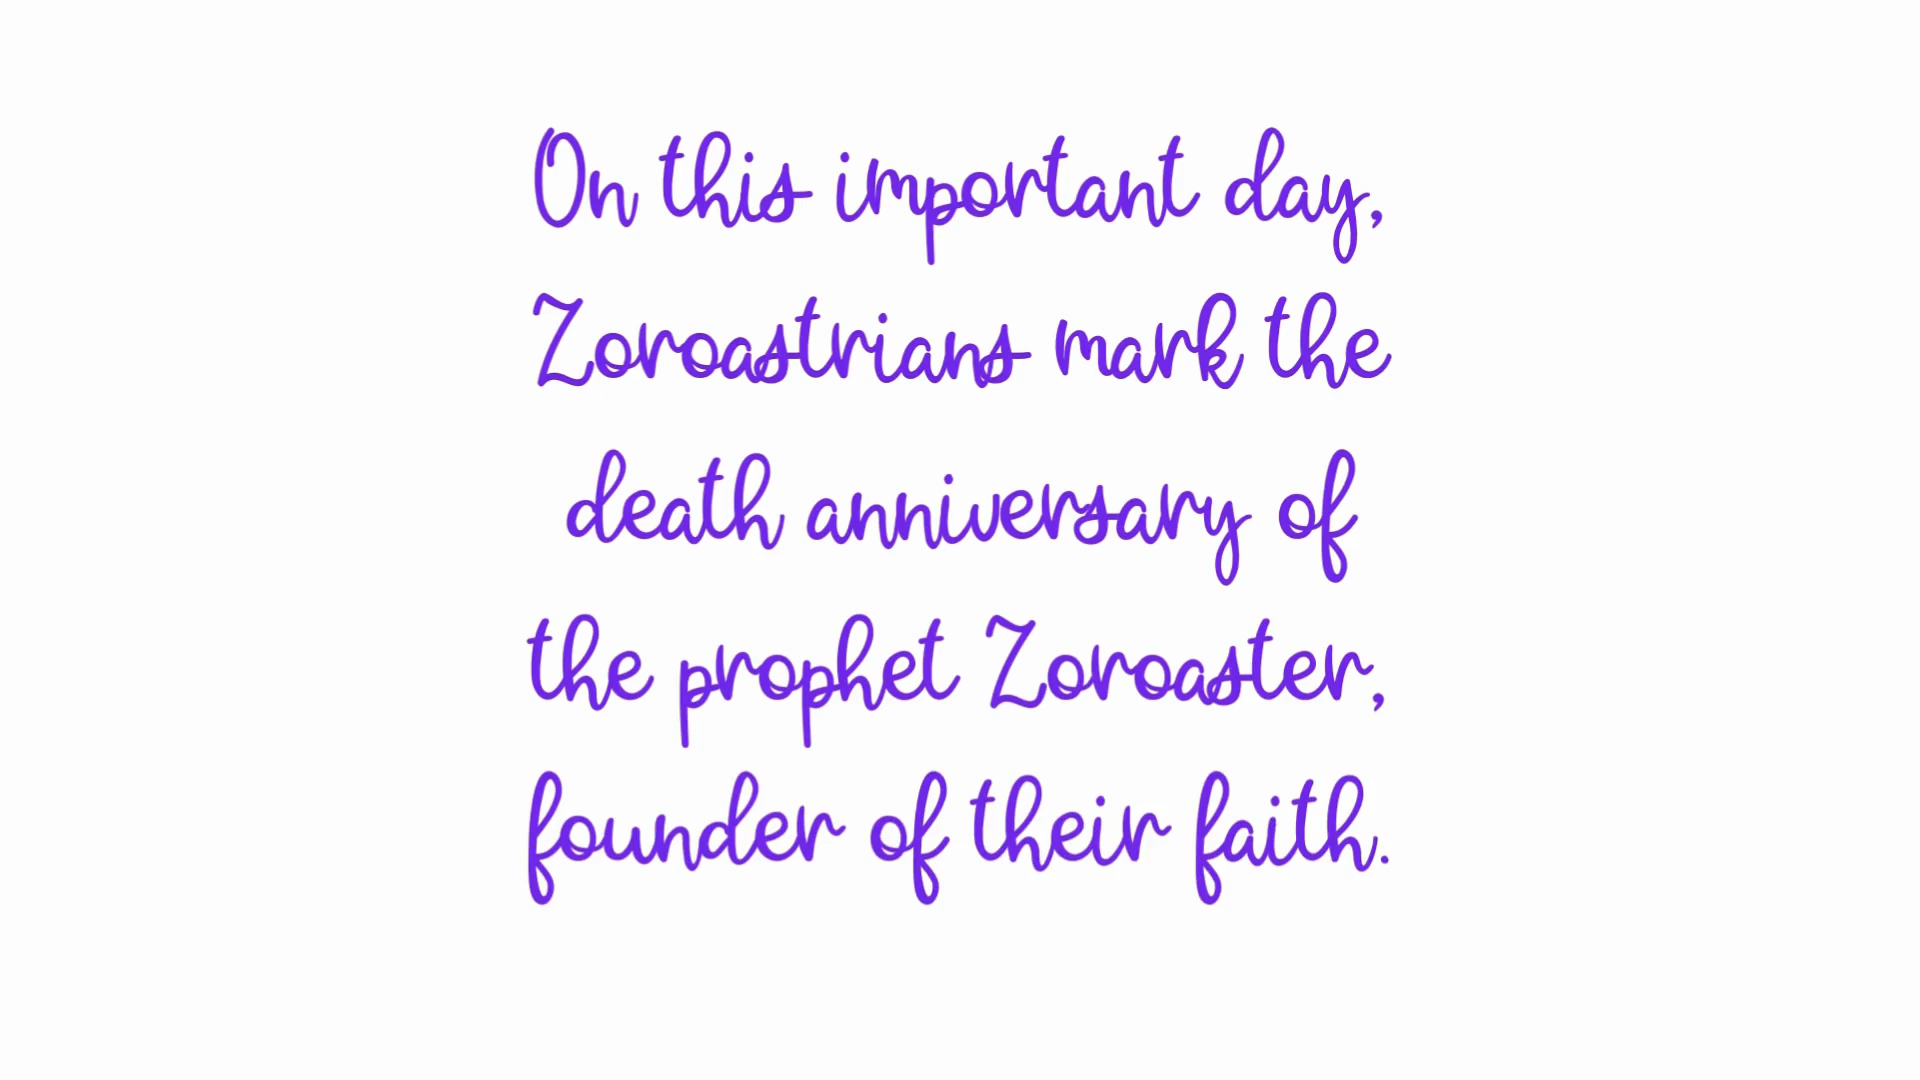 On this important day,
Zoroastrians mark the
death anniversary of
the prophet Zoroaster,
founder of their faith.